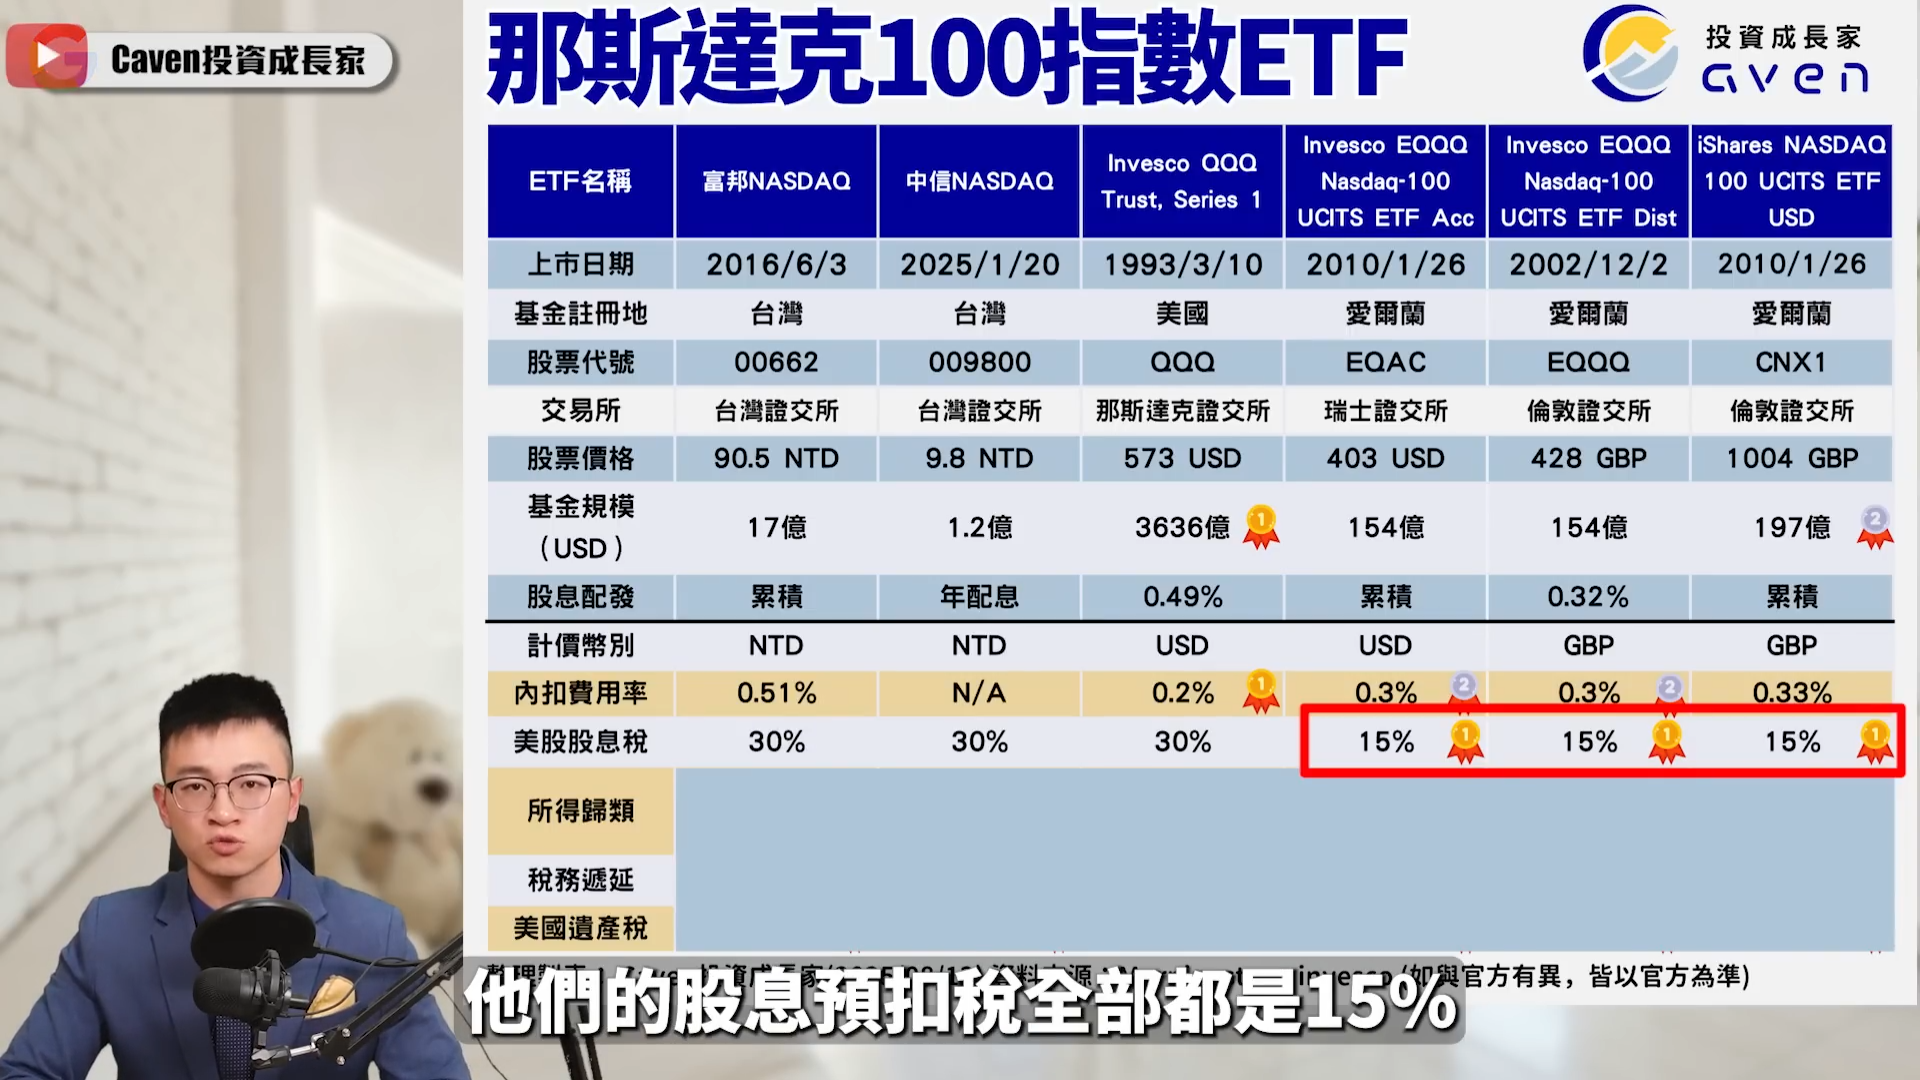 Caven投資成長家
那斯達克100指數ETF
投資成長家
aven
ETF名稱 富邦NASDAQ 中信NASDAQ Invesco QQQ Trust, Series 1 Invesco EQQQ Nasdaq-100 UCITS ETF Acc Invesco EQQQ Nasdaq-100 UCITS ETF Dist iShares NASDAQ 100 UCITS ETF USD
上市日期 2016/6/3 2025/1/20 1993/3/10 2010/1/26 2002/12/2 2010/1/26
基金註冊地 台灣 台灣 美國 愛爾蘭 愛爾蘭 愛爾蘭
股票代號 00662 009800 QQQ EQAC EQQQ CNX1
交易所 台灣證交所 台灣證交所 那斯達克證交所 瑞士證交所 倫敦證交所 倫敦證交所
股票價格 90.5 NTD 9.8 NTD 573 USD 403 USD 428 GBP 1004 GBP
基金規模（USD） 17億 1.2億 3636億 1 154億 154億 197億 2
股息配發 累積 年配息 0.49% 累積 0.32% 累積
計價幣別 NTD NTD USD USD GBP GBP
內扣費用率 0.51% N/A 0.2% 1 0.3% 2 0.3% 2 0.33%
美股股息稅 30% 30% 30% 15% 1 15% 1 15% 1
所得歸類
稅務遞延
美國遺產稅
(如與官方有異，皆以官方為準)
他們的股息預扣稅全部都是15%